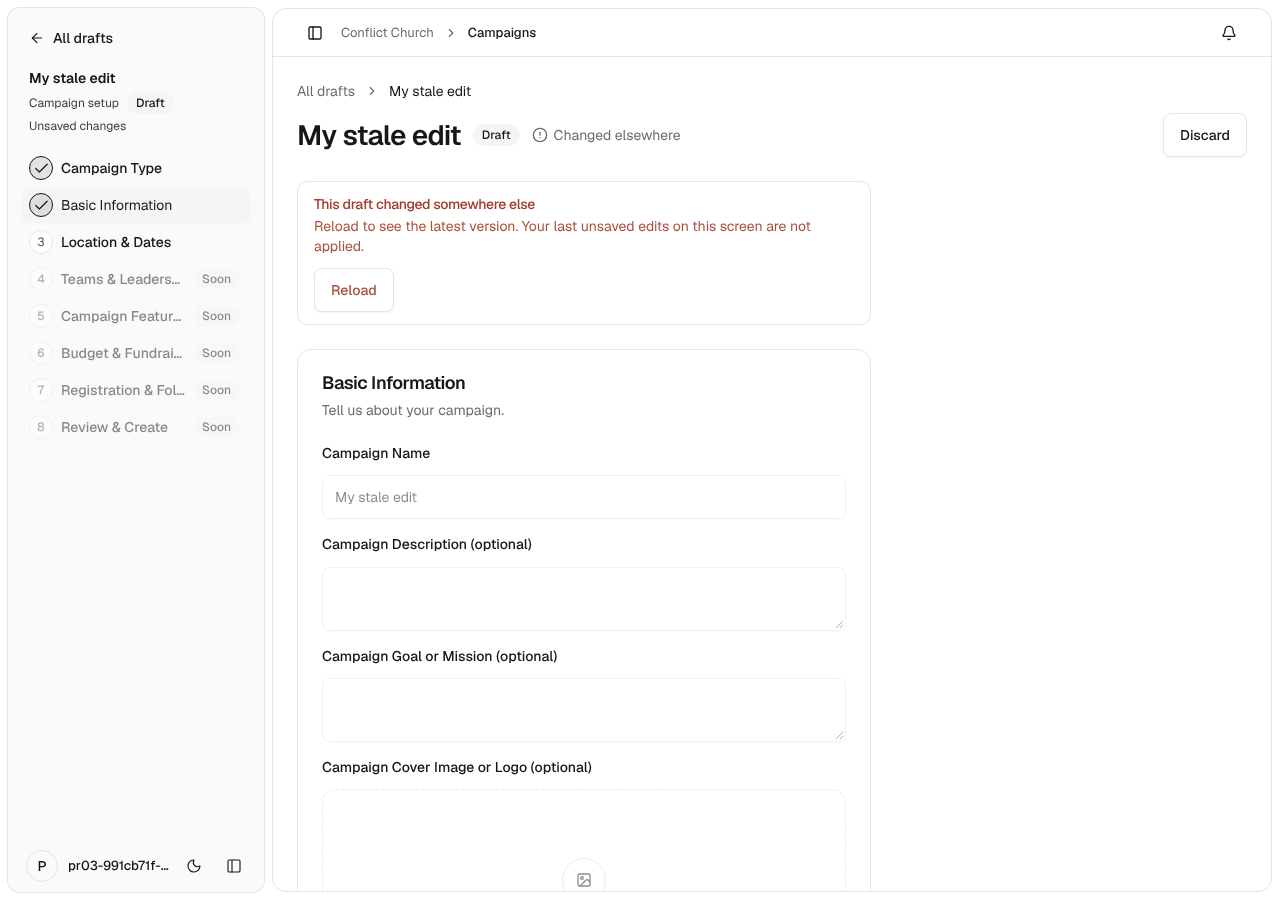 All drafts
My stale edit
Campaign setup Draft
Unsaved changes
Campaign Type
Basic Information
3 Location & Dates
4 Teams & Leaders... Soon
5 Campaign Featur... Soon
6 Budget & Fundrai... Soon
7 Registration & Fol... Soon
8 Review & Create Soon
P pr03-991cb71f-...
Conflict Church > Campaigns
All drafts > My stale edit
My stale edit Draft Changed elsewhere
Discard
This draft changed somewhere else
Reload to see the latest version. Your last unsaved edits on this screen are not
applied.
Reload
Basic Information
Tell us about your campaign.
Campaign Name
My stale edit
Campaign Description (optional)
Campaign Goal or Mission (optional)
Campaign Cover Image or Logo (optional)